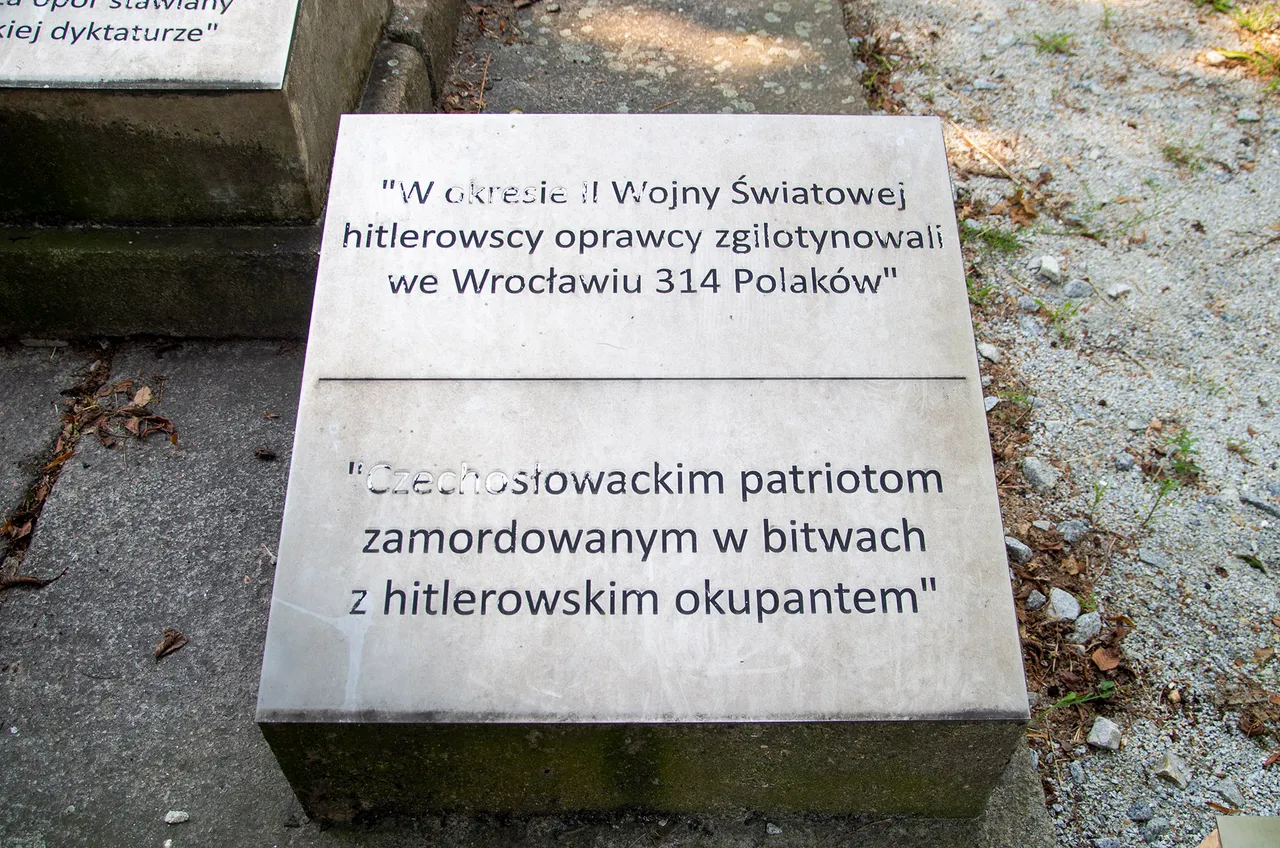 za opór stawiany
kiej dyktaturze"
"W okresie II Wojny Światowej
hitlerowscy oprawcy zgilotynowali
we Wrocławiu 314 Polaków"
"Czechosłowackim patriotom
zamordowanym w bitwach
z hitlerowskim okupantem"